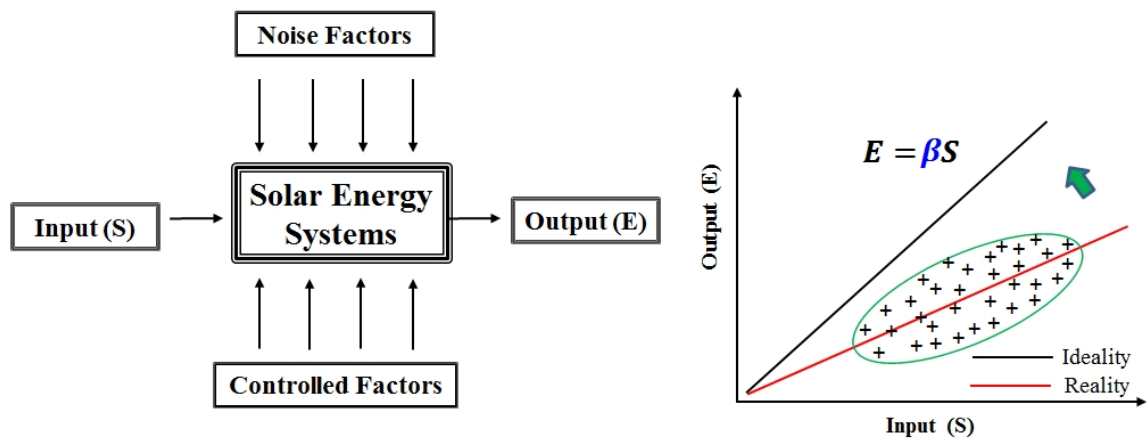 Noise Factors
Input (S)
Solar Energy
Systems
Output (E)
Controlled Factors
Output (E)
E = βS
Ideality
Reality
Input (S)